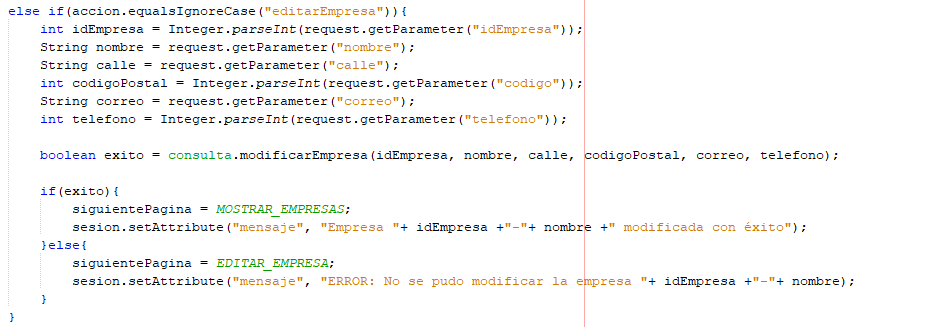 else if(accion.equalsIgnoreCase("editarEmpresa")){
int idEmpresa = Integer.parseInt(request.getParameter("idEmpresa"));
String nombre = request.getParameter("nombre");
String calle = request.getParameter("calle");
int codigoPostal = Integer.parseInt(request.getParameter("codigo"));
String correo = request.getParameter("correo");
int telefono = Integer.parseInt(request.getParameter("telefono"));
boolean exito = consulta.modificarEmpresa(idEmpresa, nombre, calle, codigoPostal, correo, telefono);
if(exito){
siguientePagina = MOSTRAR_EMPRESAS;
sesion.setAttribute("mensaje", "Empresa "+ idEmpresa +"-"+ nombre +" modificada con éxito");
}else{
siguientePagina = EDITAR_EMPRESA;
sesion.setAttribute("mensaje", "ERROR: No se pudo modificar la empresa "+ idEmpresa +"-"+ nombre);
}
}